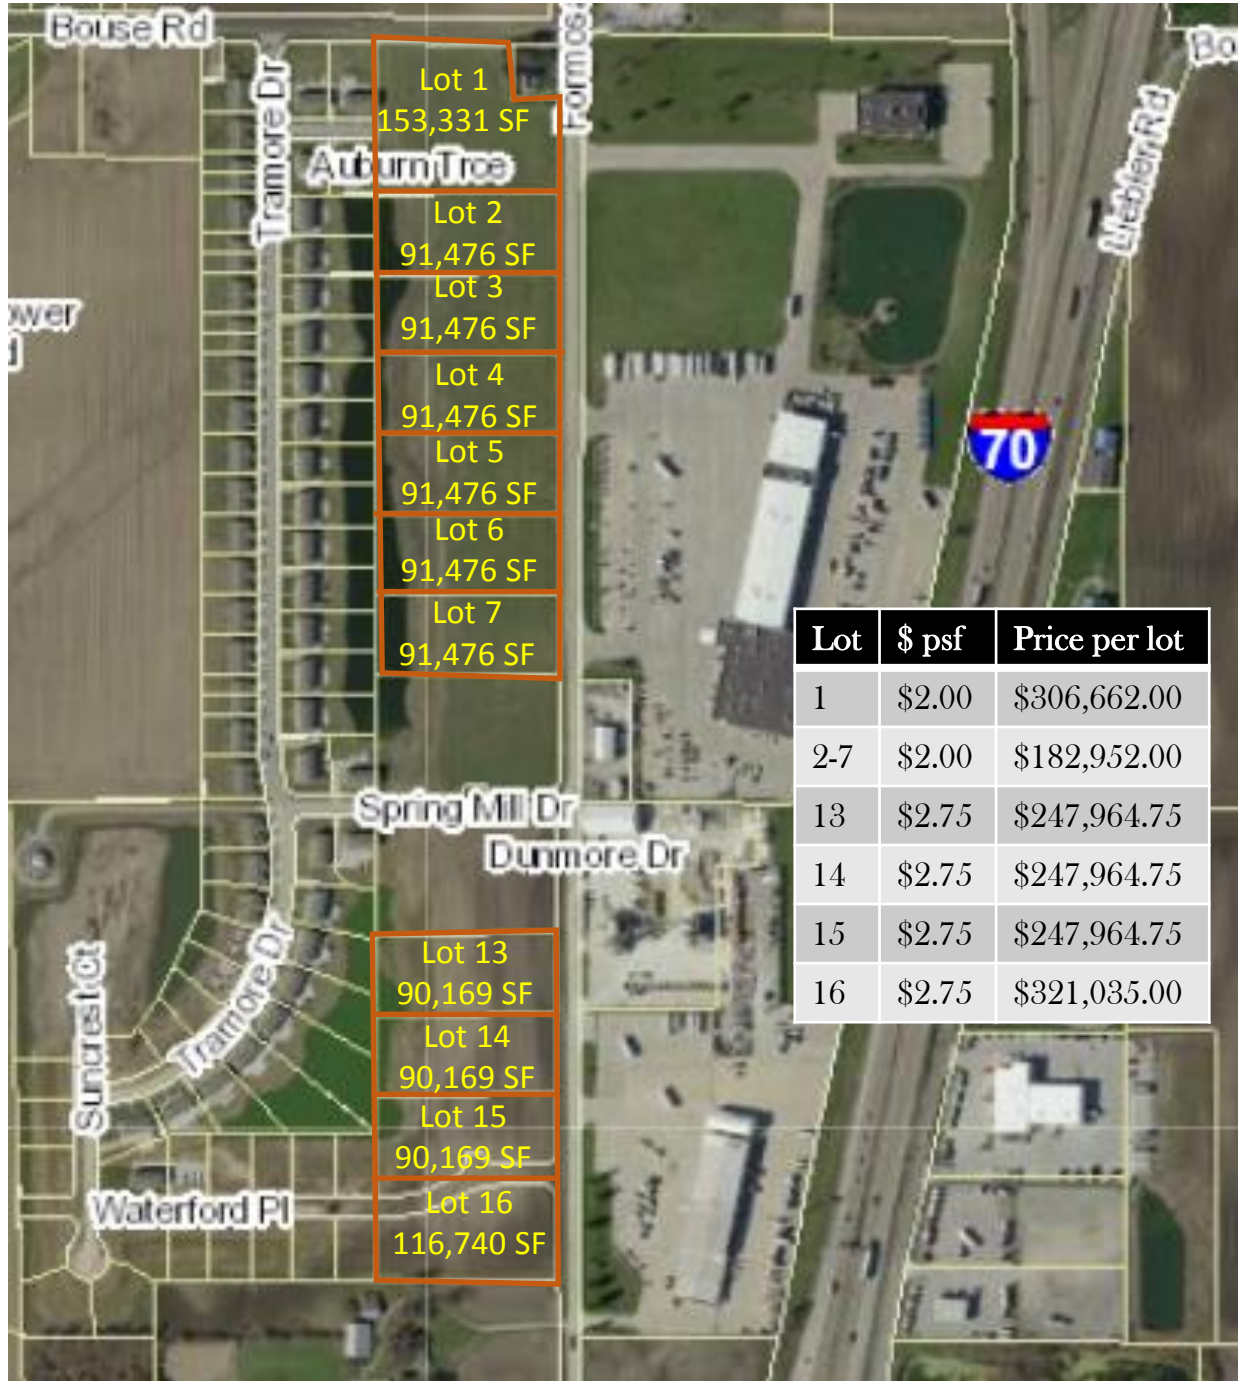 Bouse Rd
Formos
Bo
Tramore Dr
Lot 1
153,331 SF
Auburn Trce
Liebler Rd
Lot 2
91,476 SF
Lot 3
91,476 SF
ower
d
Lot 4
91,476 SF
70
Lot 5
91,476 SF
Lot 6
91,476 SF
Lot 7
91,476 SF
Lot $ psf Price per lot
1 $2.00 $306,662.00
2-7 $2.00 $182,952.00
13 $2.75 $247,964.75
14 $2.75 $247,964.75
15 $2.75 $247,964.75
16 $2.75 $321,035.00
Spring Mill Dr
Dunmore Dr
Suncrest Ct
Tramore Dr
Lot 13
90,169 SF
Lot 14
90,169 SF
Lot 15
90,169 SF
Waterford Pl
Lot 16
116,740 SF